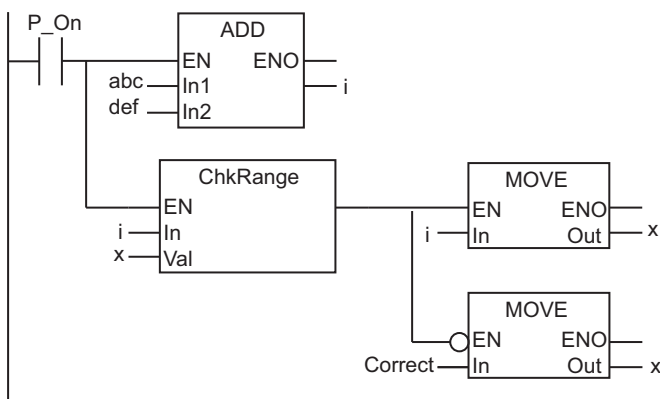 P_On
ADD
EN ENO
abc In1 i
def In2
ChkRange
EN
i In
x Val
MOVE
EN ENO
i In Out x
MOVE
EN ENO
Correct In Out x